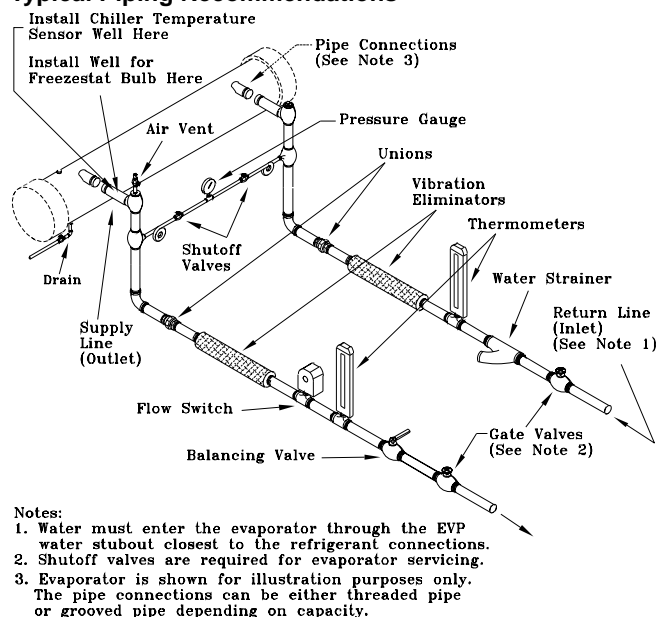 Typical Piping Recommendations
Install Chiller Temperature
Sensor Well Here
Install Well for
Freezestat Bulb Here
Air Vent
Pipe Connections
(See Note 3)
Pressure Gauge
Unions
Vibration
Eliminators
Thermometers
Water Strainer
Return Line
(Inlet)
(See Note 1)
Shutoff
Valves
Drain
Supply
Line
(Outlet)
Flow Switch
Balancing Valve
Gate Valves
(See Note 2)
Notes:
1. Water must enter the evaporator through the EVP
water stubout closest to the refrigerant connections.
2. Shutoff valves are required for evaporator servicing.
3. Evaporator is shown for illustration purposes only.
The pipe connections can be either threaded pipe
or grooved pipe depending on capacity.